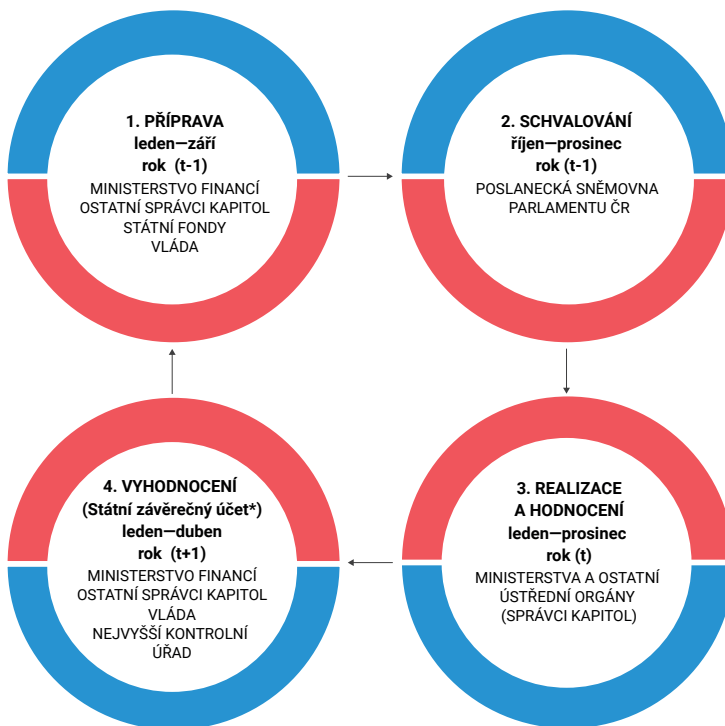 1. PŘÍPRAVA
leden—září
rok (t-1)
MINISTERSTVO FINANCÍ
OSTATNÍ SPRÁVCI KAPITOL
STÁTNÍ FONDY
VLÁDA
2. SCHVALOVÁNÍ
říjen—prosinec
rok (t-1)
POSLANECKÁ SNĚMOVNA
PARLAMENTU ČR
3. REALIZACE
A HODNOCENÍ
leden—prosinec
rok (t)
MINISTERSTVA A OSTATNÍ
ÚSTŘEDNÍ ORGÁNY
(SPRÁVCI KAPITOL)
4. VYHODNOCENÍ
(Státní závěrečný účet*)
leden—duben
rok (t+1)
MINISTERSTVO FINANCÍ
OSTATNÍ SPRÁVCI KAPITOL
VLÁDA
NEJVYŠŠÍ KONTROLNÍ
ÚŘAD